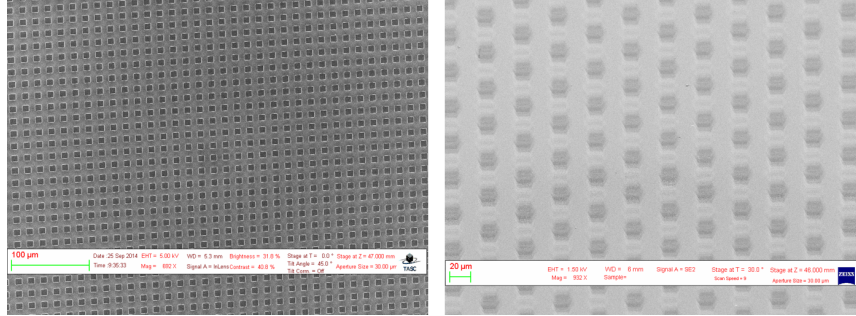 100 µm
Date :25 Sep 2014 EHT = 5.00 kV WD = 5.3 mm Brightness = 31.8 % Stage at T = 0.0 ° Stage at Z = 47.000 mm
Time :9:35:33 Mag = 692 X Signal A = InLens Contrast = 40.8 % Tilt Angle = 45.0 ° Aperture Size = 30.00 µm
Tilt Corrn. = Off
TASC
20 µm
EHT = 1.50 kV WD = 6 mm Signal A = SE2 Stage at T = 30.0 ° Stage at Z = 46.000 mm
Mag = 932 X Sample= Scan Speed = 8 Aperture Size = 30.00 µm
ZEISS